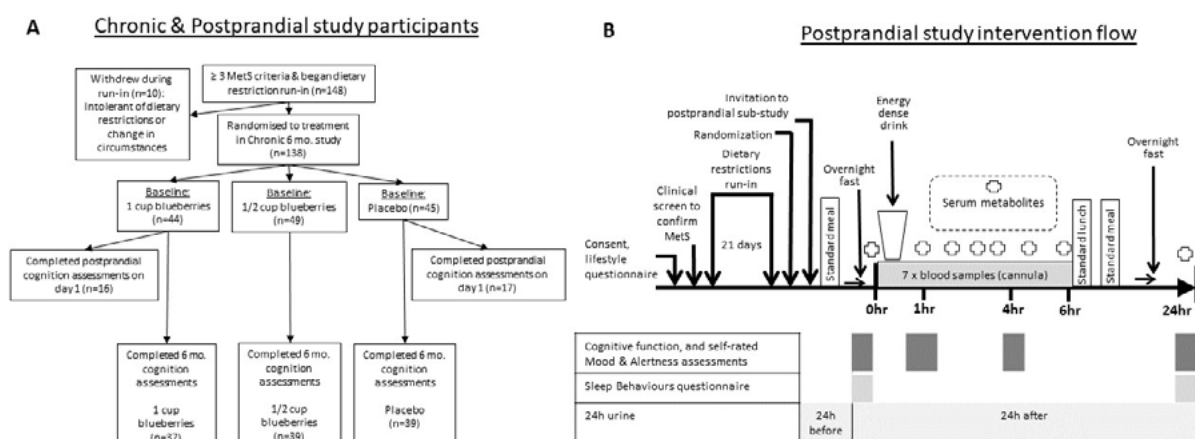 A
Chronic & Postprandial study participants
Withdrew during
run-in (n=10):
Intolerant of dietary
restrictions or
change in
circumstances
≥ 3 MetS criteria & began dietary
restriction run-in (n=148)
Randomised to treatment
in Chronic 6 mo. study
(n=138)
Baseline:
1 cup blueberries
(n=44)
Baseline:
1/2 cup blueberries
(n=49)
Baseline:
Placebo (n=45)
Completed postprandial
cognition assessments on
day 1 (n=16)
Completed postprandial
cognition assessments on
day 1 (n=17)
Completed 6 mo.
cognition
assessments
1 cup
blueberries
(n=37)
Completed 6 mo.
cognition
assessments
1/2 cup
blueberries
(n=39)
Completed 6 mo.
cognition
assessments
Placebo
(n=39)
B
Postprandial study intervention flow
Consent,
lifestyle
questionnaire
Clinical
screen to
confirm
MetS
Dietary
restrictions
run-in
21 days
Randomization
Invitation to
postprandial sub-study
Standard meal
Overnight
fast
Energy
dense
drink
Serum metabolites
7 x blood samples (cannula)
Standard lunch
Standard meal
Overnight
fast
0hr
1hr
4hr
6hr
24hr
Cognitive function, and self-rated
Mood & Alertness assessments
Sleep Behaviours questionnaire
24h urine
24h
before
24h after